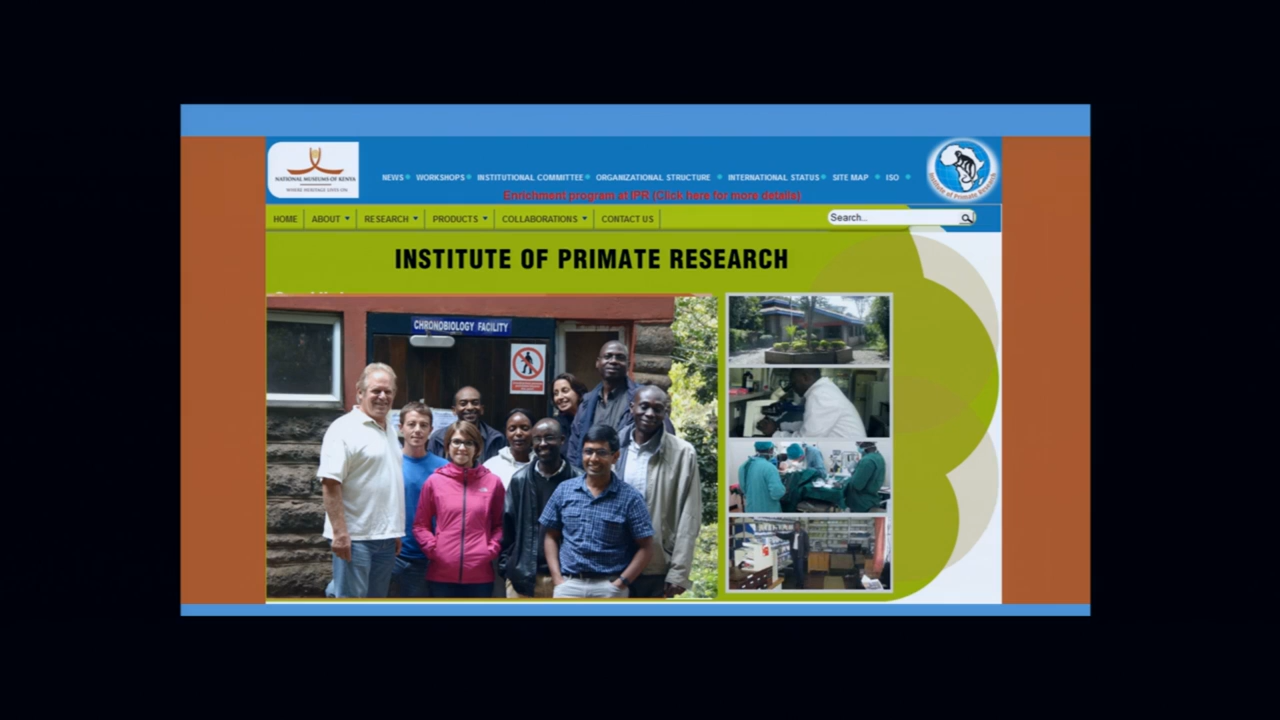 NATIONAL MUSEUMS OF KENYA
WHERE HERITAGE LIVES ON
NEWS WORKSHOPS INSTITUTIONAL COMMITTEE ORGANIZATIONAL STRUCTURE INTERNATIONAL STATUS SITE MAP ISO
Institute of Primate Research
Enrichment program at IPR (Click here for more details)
HOME ABOUT RESEARCH PRODUCTS COLLABORATIONS CONTACT US
Search...
INSTITUTE OF PRIMATE RESEARCH
CHRONOBIOLOGY FACILITY